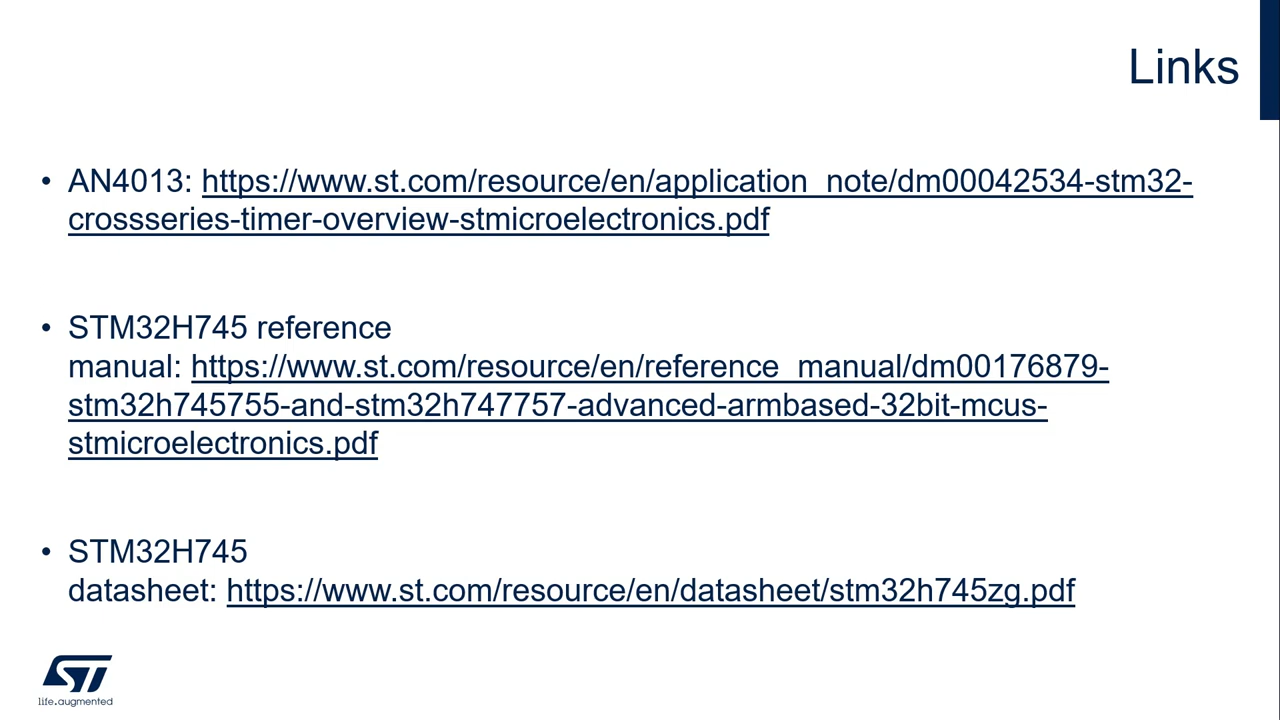 Links
• AN4013: https://www.st.com/resource/en/application_note/dm00042534-stm32-
crossseries-timer-overview-stmicroelectronics.pdf
• STM32H745 reference
manual: https://www.st.com/resource/en/reference_manual/dm00176879-
stm32h745755-and-stm32h747757-advanced-armbased-32bit-mcus-
stmicroelectronics.pdf
• STM32H745
datasheet: https://www.st.com/resource/en/datasheet/stm32h745zg.pdf
ST
life.augmented